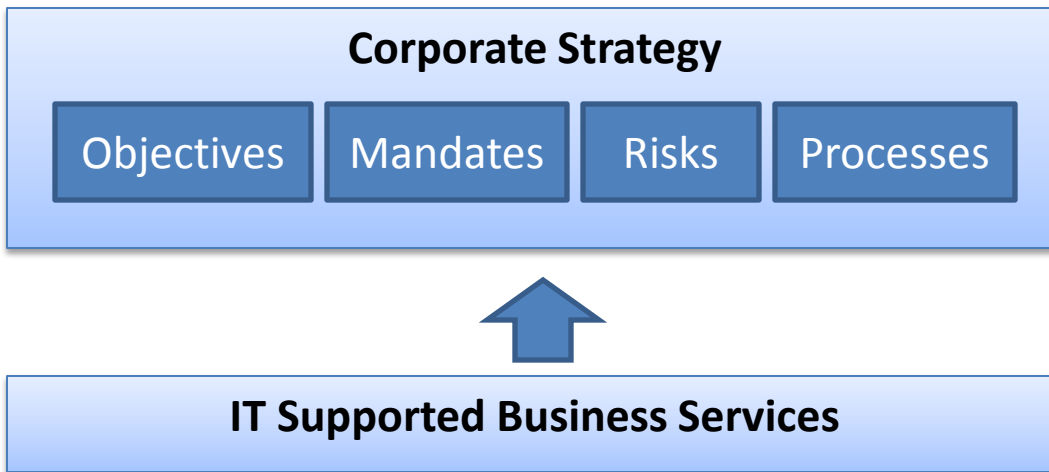 Corporate Strategy
Objectives Mandates Risks Processes
IT Supported Business Services